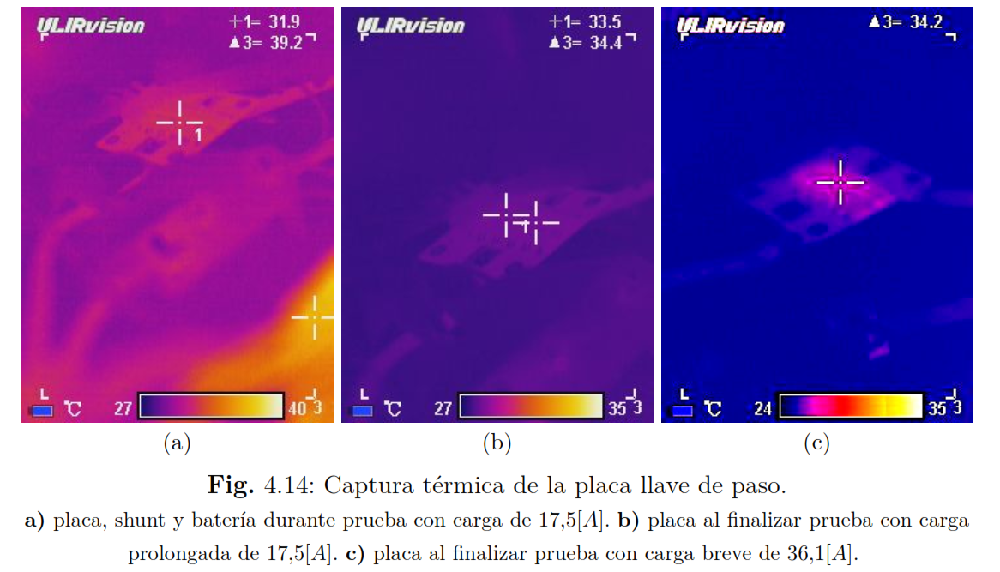 ULIRvision
1= 31.9
▲3= 39.2
1
L
℃ 27 40 3
ULIRvision
1= 33.5
▲3= 34.4
1
L
℃ 27 35 3
ULIRvision
▲3= 34.2
L
℃ 24 35 3
(a) (b) (c)
Fig. 4.14: Captura térmica de la placa llave de paso.
a) placa, shunt y batería durante prueba con carga de 17,5[A]. b) placa al finalizar prueba con carga
prolongada de 17,5[A]. c) placa al finalizar prueba con carga breve de 36,1[A].